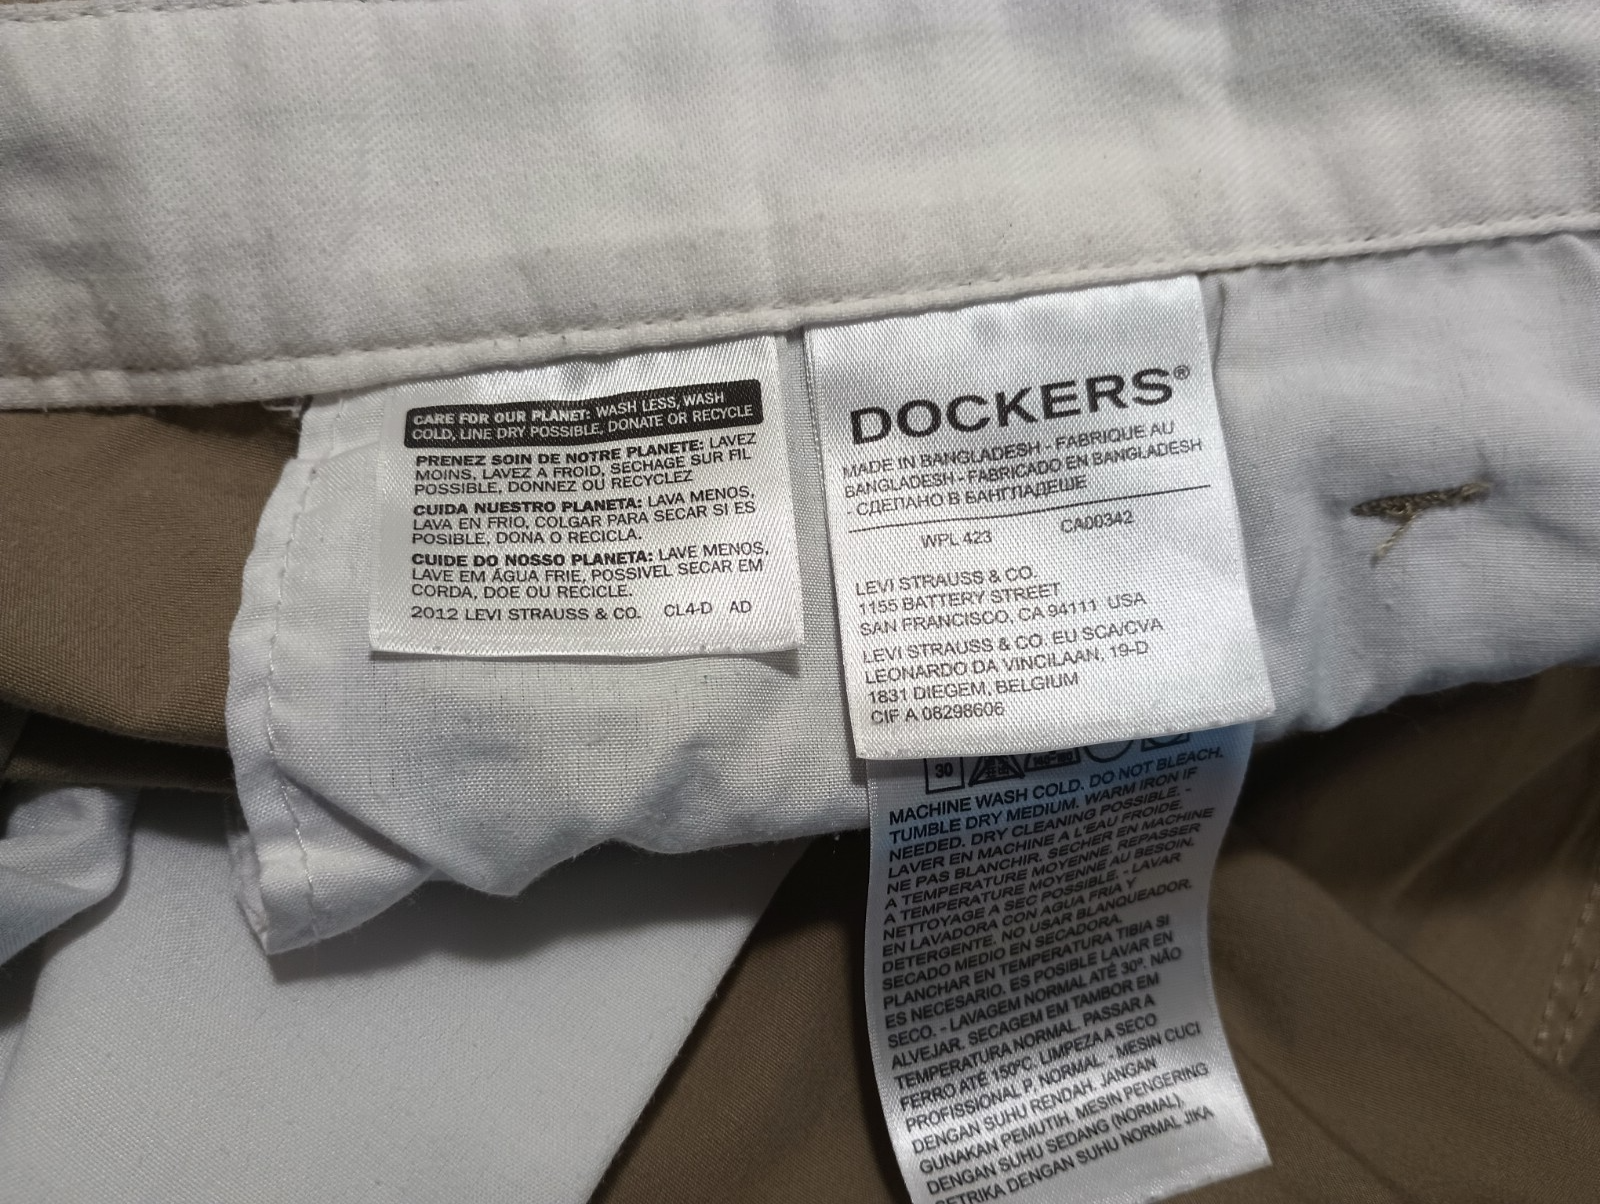 CARE FOR OUR PLANET: WASH LESS, WASH
COLD, LINE DRY POSSIBLE, DONATE OR RECYCLE
PRENEZ SOIN DE NOTRE PLANETE: LAVEZ
MOINS, LAVEZ A FROID, SECHAGE SUR FIL
POSSIBLE, DONNEZ OU RECYCLEZ
CUIDA NUESTRO PLANETA: LAVA MENOS,
LAVA EN FRIO, COLGAR PARA SECAR SI ES
POSIBLE, DONA O RECICLA.
CUIDE DO NOSSO PLANETA: LAVE MENOS,
LAVE EM ÁGUA FRIE, POSSIVEL SECAR EM
CORDA, DOE OU RECICLE.
2012 LEVI STRAUSS & CO. CL4-D AD
DOCKERS®
MADE IN BANGLADESH - FABRIQUE AU
BANGLADESH - FABRICADO EN BANGLADESH
- СДЕЛАНО В БАНГЛАДЕШЕ
WPL 423 CA00342
LEVI STRAUSS & CO.
1155 BATTERY STREET
SAN FRANCISCO, CA 94111 USA
LEVI STRAUSS & CO. EU SCA/CVA
LEONARDO DA VINCILAAN, 19-D
1831 DIEGEM, BELGIUM
CIF A 08298606
30
MACHINE WASH COLD. DO NOT BLEACH.
TUMBLE DRY MEDIUM. WARM IRON IF
NEEDED. DRY CLEANING POSSIBLE. -
LAVER EN MACHINE A L'EAU FROIDE.
NE PAS BLANCHIR. SECHER EN MACHINE
A TEMPERATURE MOYENNE. REPASSER
A TEMPERATURE MOYENNE AU BESOIN.
NETTOYAGE A SEC POSSIBLE. - LAVAR
EN LAVADORA CON AGUA FRIA Y
DETERGENTE. NO USAR BLANQUEADOR.
SECADO MEDIO EN SECADORA.
PLANCHAR EN TEMPERATURA TIBIA SI
ES NECESARIO. ES POSIBLE LAVAR EN
SECO. - LAVAGEM NORMAL ATÉ 30º. NÃO
ALVEJAR. SECAGEM EM TAMBOR EM
TEMPERATURA NORMAL. PASSAR A
FERRO ATÉ 150ºC. LIMPEZA A SECO
PROFISSIONAL P, NORMAL. - MESIN CUCI
DENGAN SUHU RENDAH. JANGAN
GUNAKAN PEMUTIH. MESIN PENGERING
DENGAN SUHU SEDANG (NORMAL).
SETRIKA DENGAN SUHU NORMAL JIKA